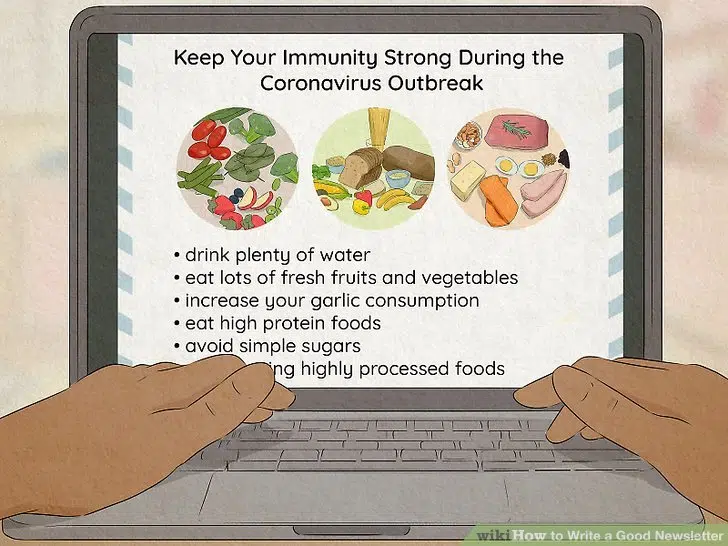 Keep Your Immunity Strong During the
Coronavirus Outbreak
• drink plenty of water
• eat lots of fresh fruits and vegetables
• increase your garlic consumption
• eat high protein foods
• avoid simple sugars
highly processed foods
wikiHow to Write a Good Newsletter